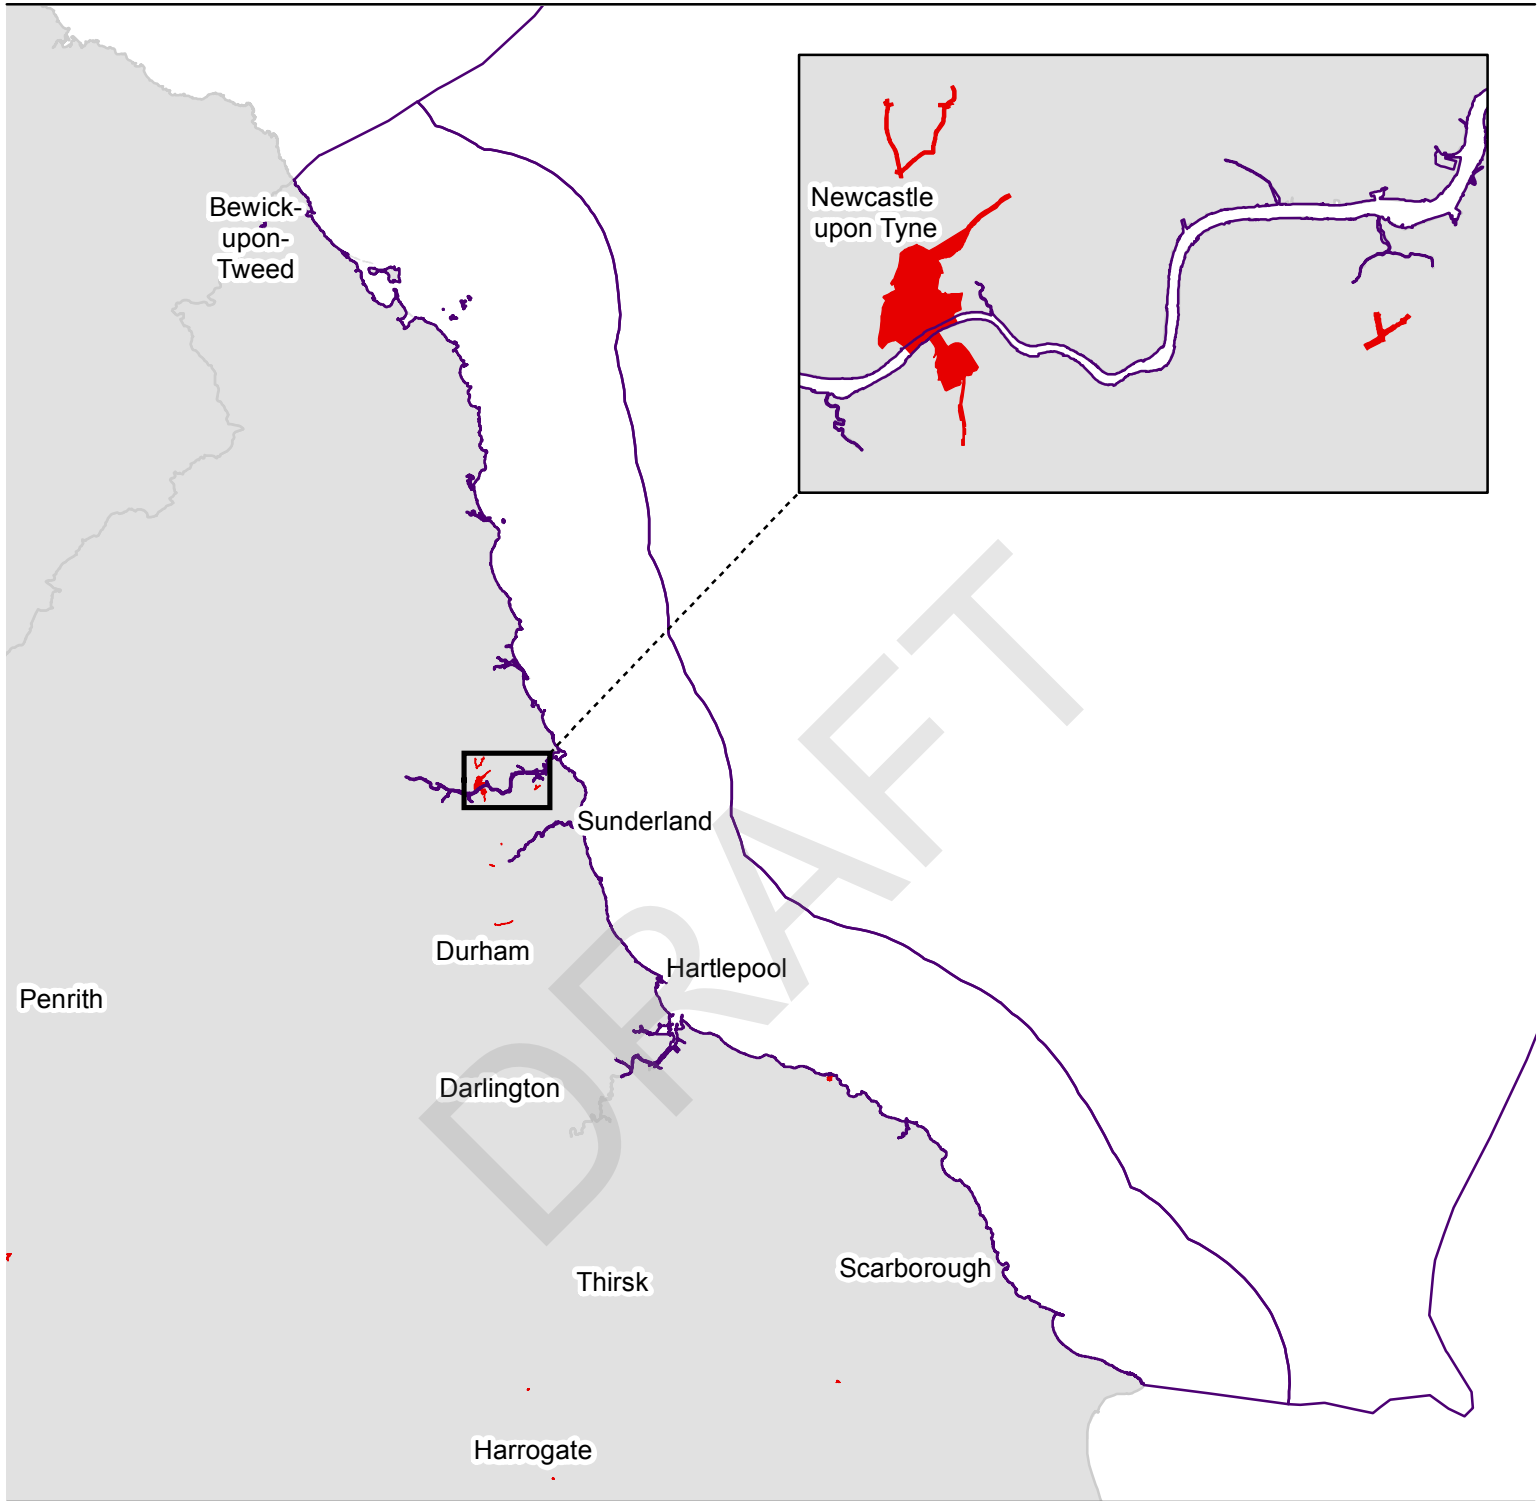 Newcastle
upon Tyne
Bewick-
upon-
Tweed
Sunderland
Durham
Hartlepool
Penrith
Darlington
Scarborough
Thirsk
Harrogate
DRAFT